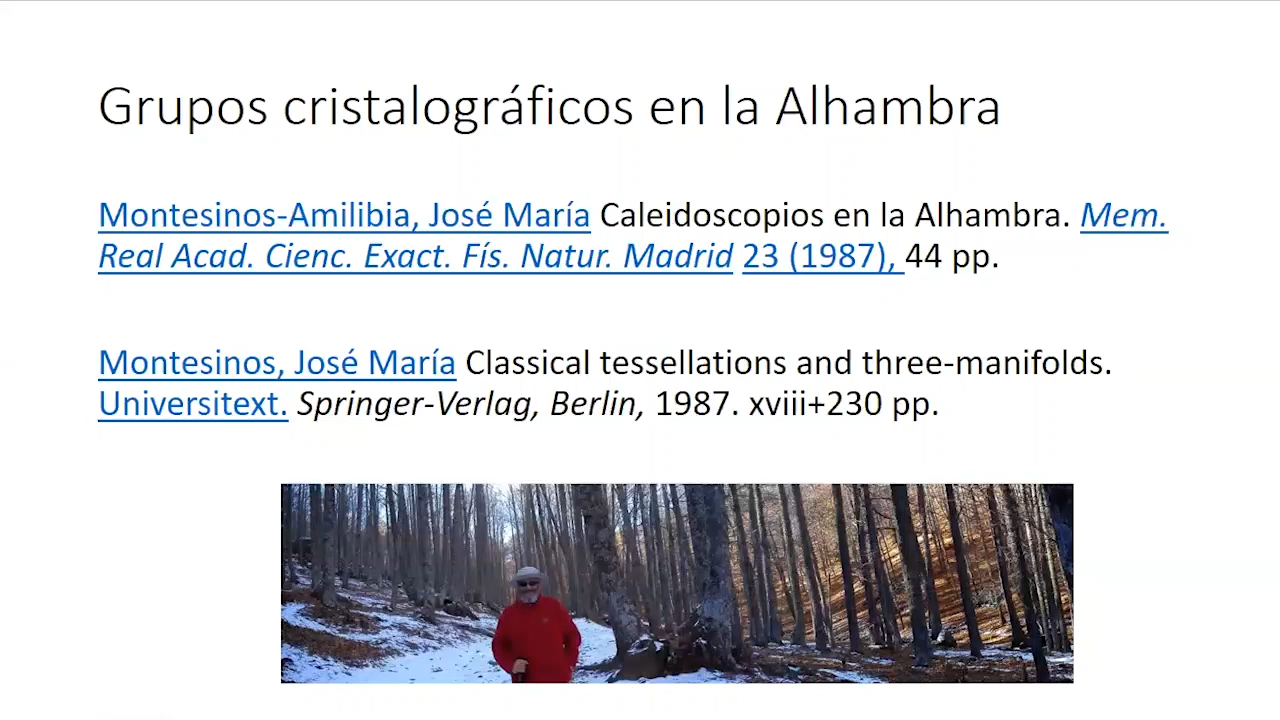 Grupos cristalográficos en la Alhambra
Montesinos-Amilibia, José María Caleidoscopios en la Alhambra. Mem.
Real Acad. Cienc. Exact. Fís. Natur. Madrid 23 (1987), 44 pp.
Montesinos, José María Classical tessellations and three-manifolds.
Universitext. Springer-Verlag, Berlin, 1987. xviii+230 pp.